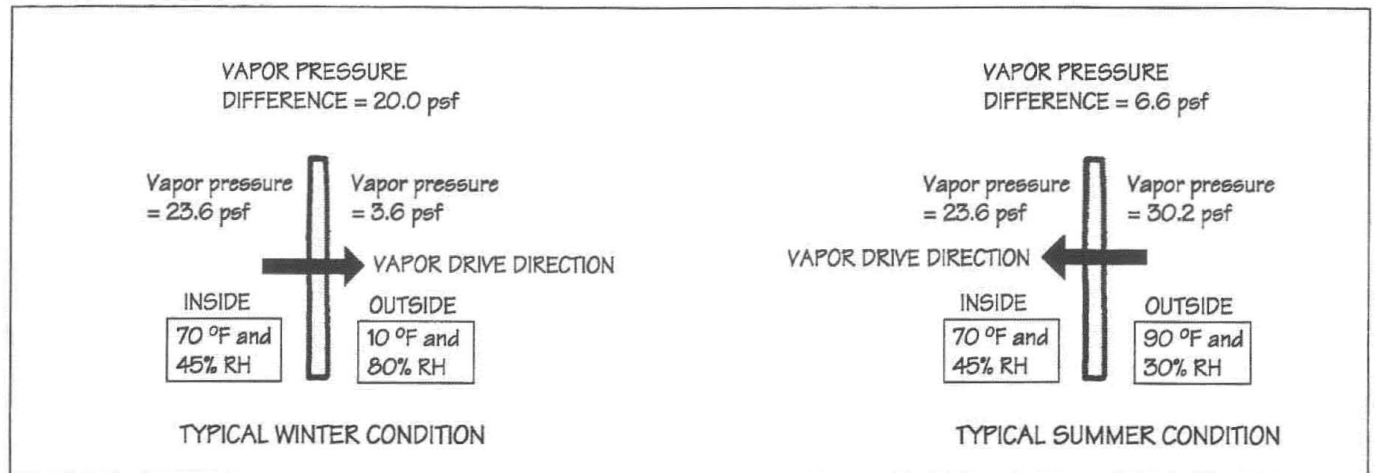 VAPOR PRESSURE
DIFFERENCE = 20.0 psf
Vapor pressure
= 23.6 psf
Vapor pressure
= 3.6 psf
VAPOR DRIVE DIRECTION
INSIDE
70 °F and
45% RH
OUTSIDE
10 °F and
80% RH
TYPICAL WINTER CONDITION
VAPOR PRESSURE
DIFFERENCE = 6.6 psf
Vapor pressure
= 23.6 psf
Vapor pressure
= 30.2 psf
VAPOR DRIVE DIRECTION
INSIDE
70 °F and
45% RH
OUTSIDE
90 °F and
30% RH
TYPICAL SUMMER CONDITION